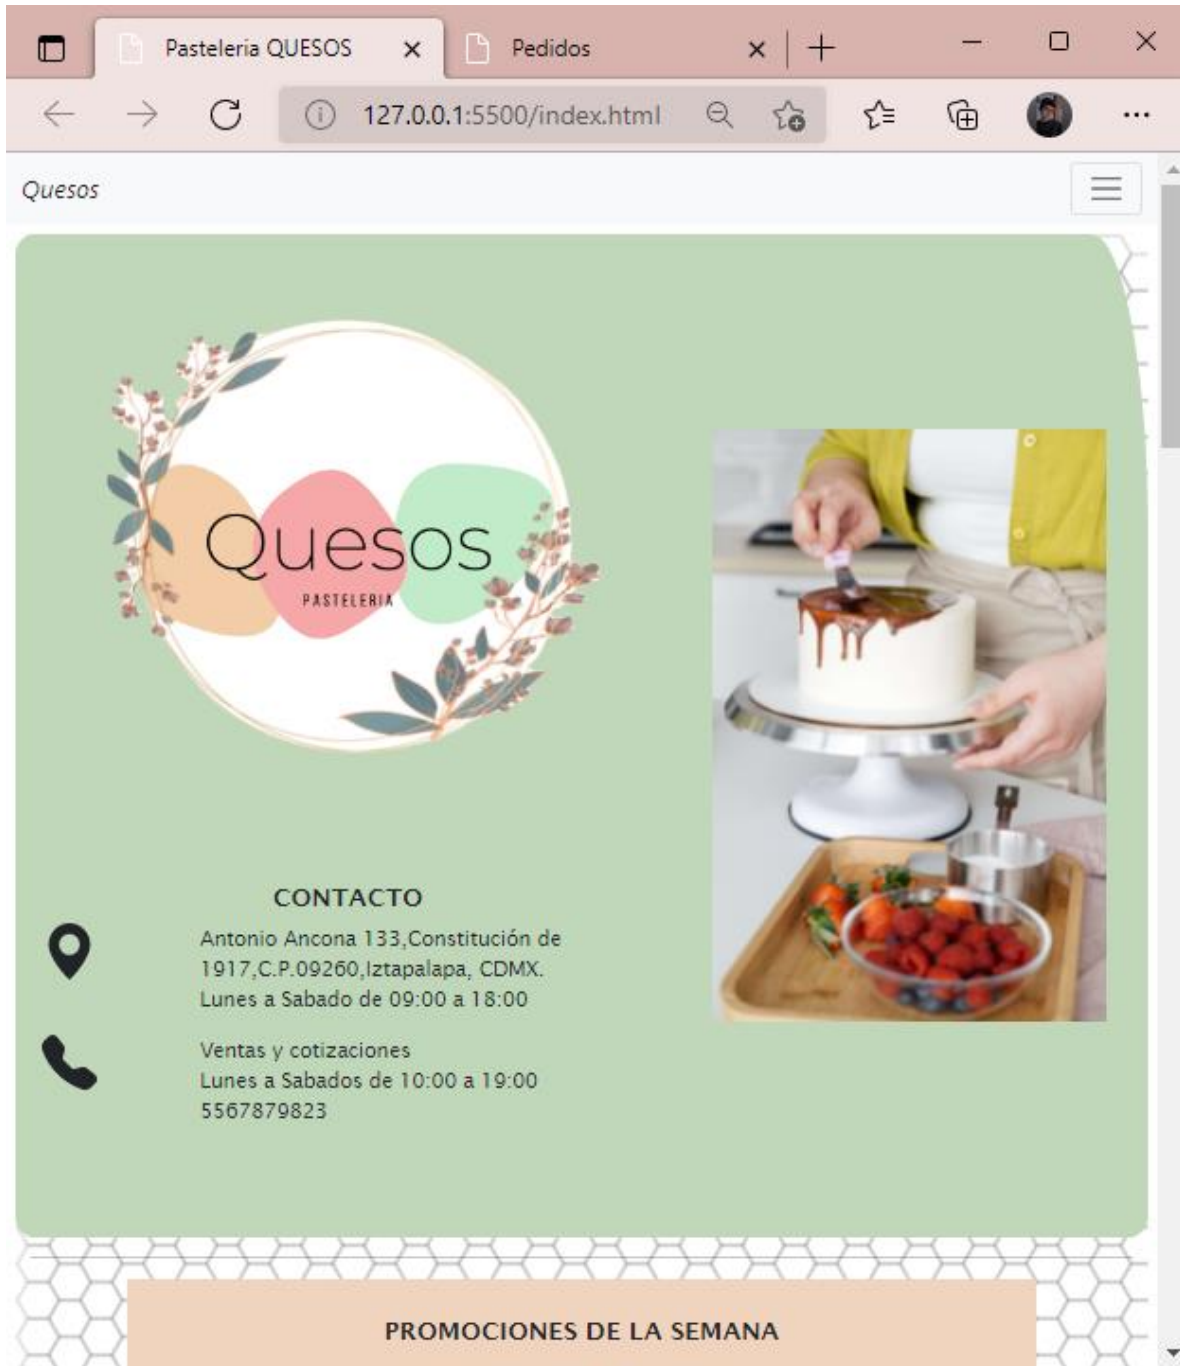 Pasteleria QUESOS
Pedidos
127.0.0.1:5500/index.html
Quesos
Quesos
PASTELERIA
CONTACTO
Antonio Ancona 133,Constitución de
1917,C.P.09260,Iztapalapa, CDMX.
Lunes a Sabado de 09:00 a 18:00
Ventas y cotizaciones
Lunes a Sabados de 10:00 a 19:00
5567879823
PROMOCIONES DE LA SEMANA